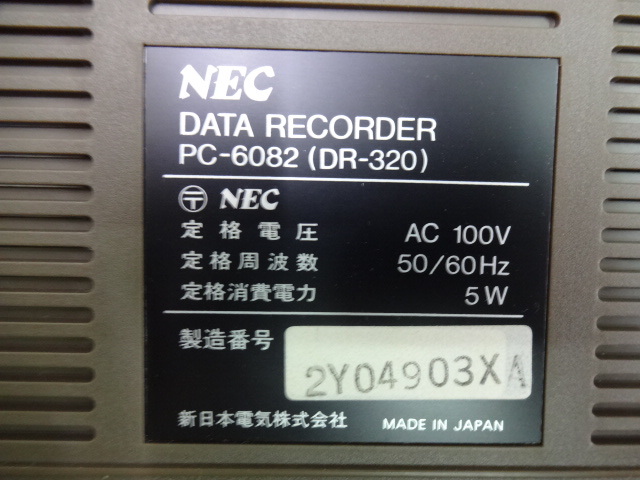 NEC
DATA RECORDER
PC-6082 (DR-320)
〶 NEC
定格電圧 AC 100V
定格周波数 50/60Hz
定格消費電力 5W
製造番号 2Y04903XA
新日本電気株式会社 MADE IN JAPAN